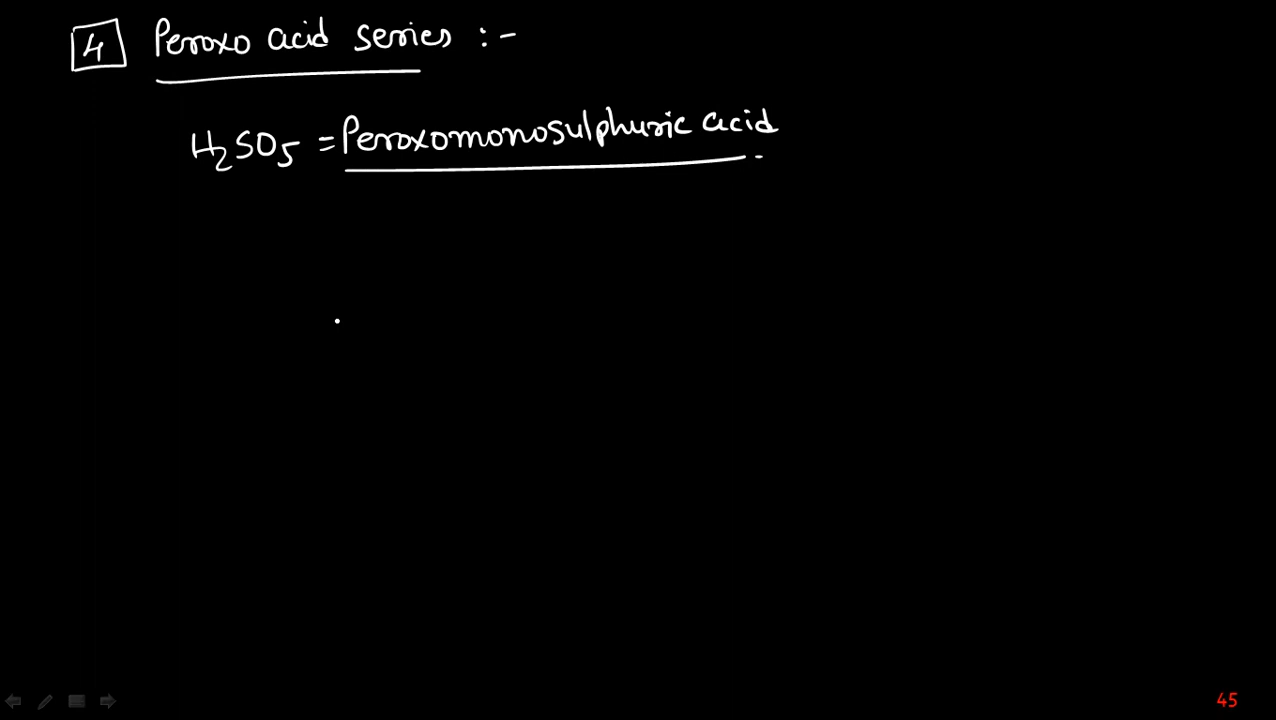 4 Peroxo acid series :-
H₂SO₅ = Peroxomonosulphuric acid
45